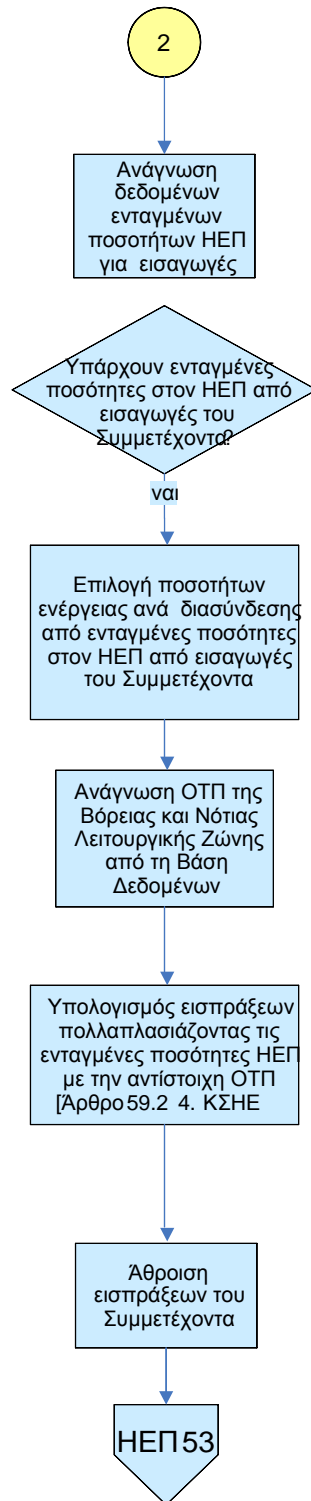 2
Ανάγνωση
δεδομένων
ενταγμένων
ποσοτήτων ΗΕΠ
για εισαγωγές
Υπάρχουν ενταγμένες
ποσότητες στον ΗΕΠ από
εισαγωγές του
Συμμετέχοντα?
ναι
Επιλογή ποσοτήτων
ενέργειας ανά διασύνδεσης
από ενταγμένες ποσότητες
στον ΗΕΠ από εισαγωγές
του Συμμετέχοντα
Ανάγνωση ΟΤΠ της
Βόρειας και Νότιας
Λειτουργικής Ζώνης
από τη Βάση
Δεδομένων
Υπολογισμός εισπράξεων
πολλαπλασιάζοντας τις
ενταγμένες ποσότητες ΗΕΠ
με την αντίστοιχη ΟΤΠ
[Άρθρο 59.2 4. ΚΣΗΕ
Άθροιση
εισπράξεων του
Συμμετέχοντα
ΗΕΠ 53